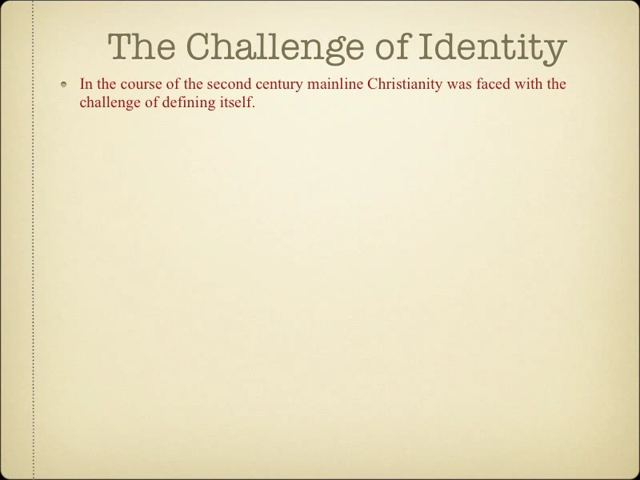 The Challenge of Identity
In the course of the second century mainline Christianity was faced with the
challenge of defining itself.